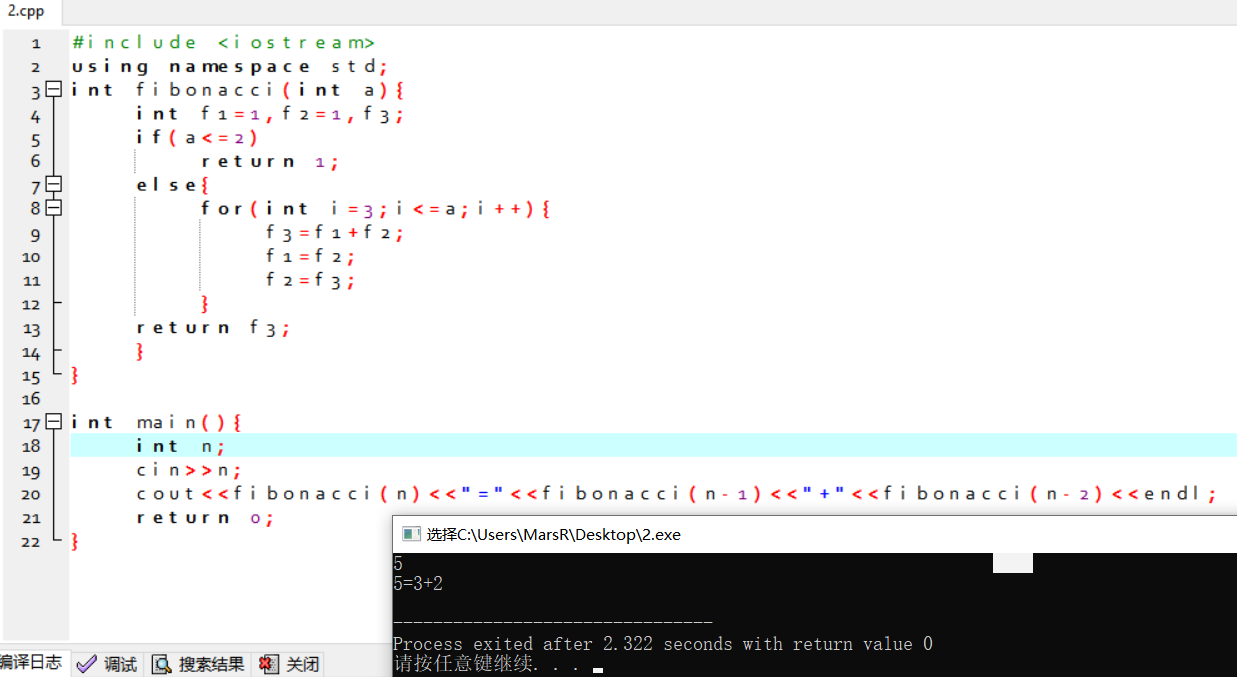 2.cpp
1 #include <iostream>
2 using namespace std;
3 int fibonacci(int a){
4 int f1=1,f2=1,f3;
5 if(a<=2)
6 return 1;
7 else{
8 for(int i=3;i<=a;i++){
9 f3=f1+f2;
10 f1=f2;
11 f2=f3;
12 }
13 return f3;
14 }
15 }
16
17 int main(){
18 int n;
19 cin>>n;
20 cout<<fibonacci(n)<<"="<<fibonacci(n-1)<<"+"<<fibonacci(n-2)<<endl;
21 return 0;
22 }
选择C:\Users\MarsR\Desktop\2.exe
5
5=3+2
--------------------------------
Process exited after 2.322 seconds with return value 0
请按任意键继续. . .
编译日志 调试 搜索结果 关闭